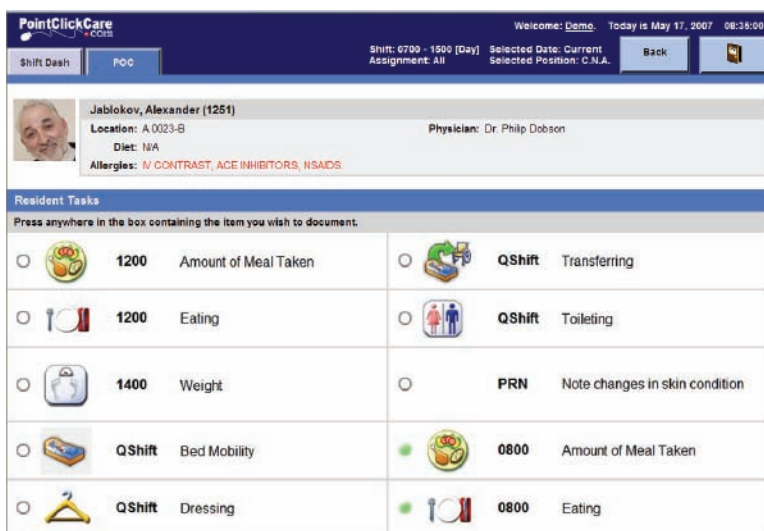 PointClickCare
.com
Welcome: Demo. Today is May 17, 2007 08:35:00
Shift: 0700 - 1500 [Day] Selected Date: Current
Assignment: All Selected Position: C.N.A.
Back
Shift Dash
POC
Jablokov, Alexander (1251)
Location: A 0023-B
Physician: Dr. Philip Dobson
Diet: N/A
Allergies: IV CONTRAST, ACE INHIBITORS, NSAIDS.
Resident Tasks
Press anywhere in the box containing the item you wish to document.
1200 Amount of Meal Taken
QShift Transferring
1200 Eating
QShift Toileting
1400 Weight
PRN Note changes in skin condition
QShift Bed Mobility
0800 Amount of Meal Taken
QShift Dressing
0800 Eating